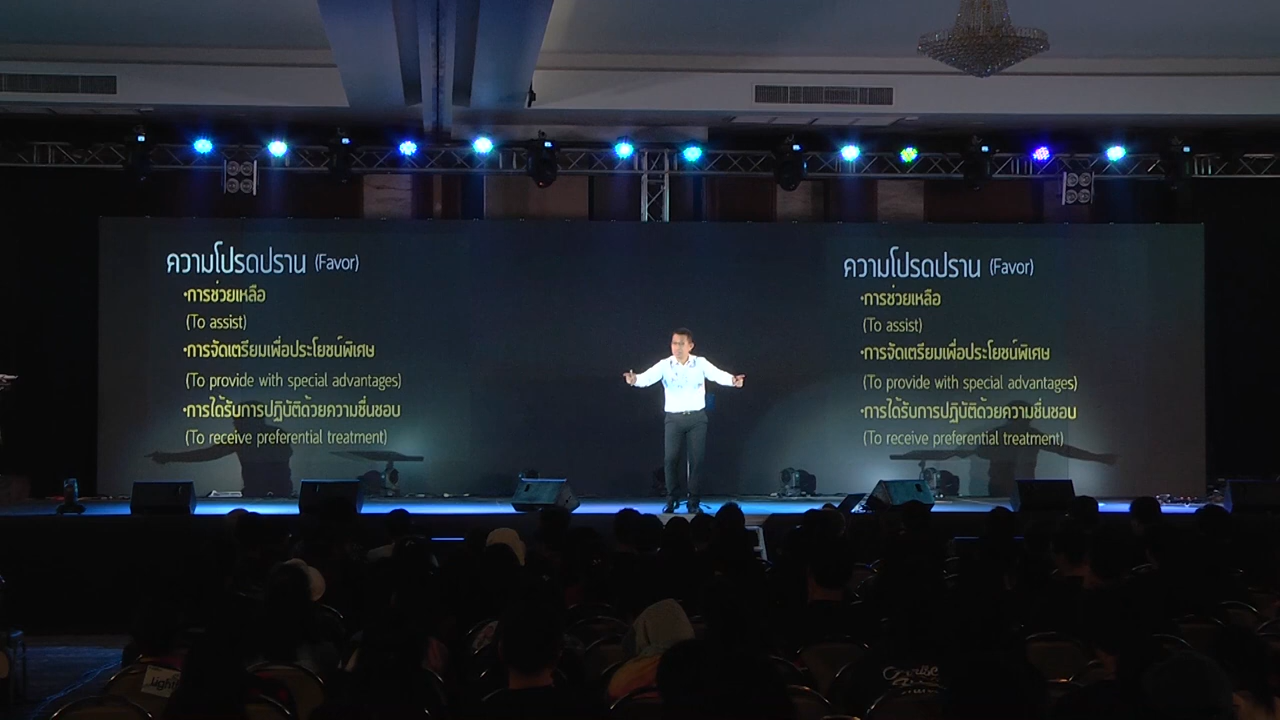 ความโปรดปราน (Favor)
•การช่วยเหลือ
(To assist)
•การจัดเตรียมเพื่อประโยชน์พิเศษ
(To provide with special advantages)
•การได้รับการปฏิบัติด้วยความชื่นชอบ
(To receive preferential treatment)
ความโปรดปราน (Favor)
•การช่วยเหลือ
(To assist)
•การจัดเตรียมเพื่อประโยชน์พิเศษ
(To provide with special advantages)
•การได้รับการปฏิบัติด้วยความชื่นชอบ
(To receive preferential treatment)